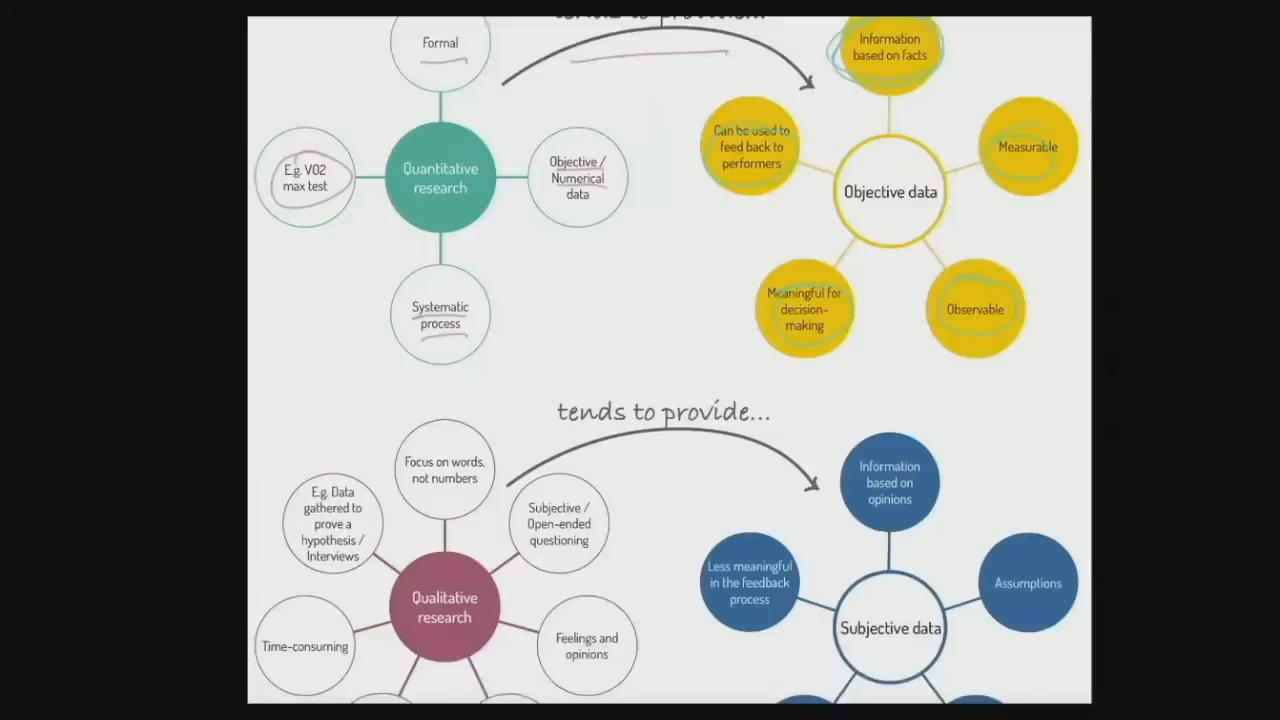 tends to provide...
Formal
E.g. VO2
max test
Quantitative
research
Objective /
Numerical
data
Systematic
process
Information
based on facts
Can be used to
feed back to
performers
Measurable
Objective data
Meaningful for
decision-
making
Observable
tends to provide...
Focus on words,
not numbers
E.g. Data
gathered to
prove a
hypothesis /
Interviews
Subjective /
Open-ended
questioning
Qualitative
research
Time-consuming
Feelings and
opinions
Information
based on
opinions
Less meaningful
in the feedback
process
Assumptions
Subjective data